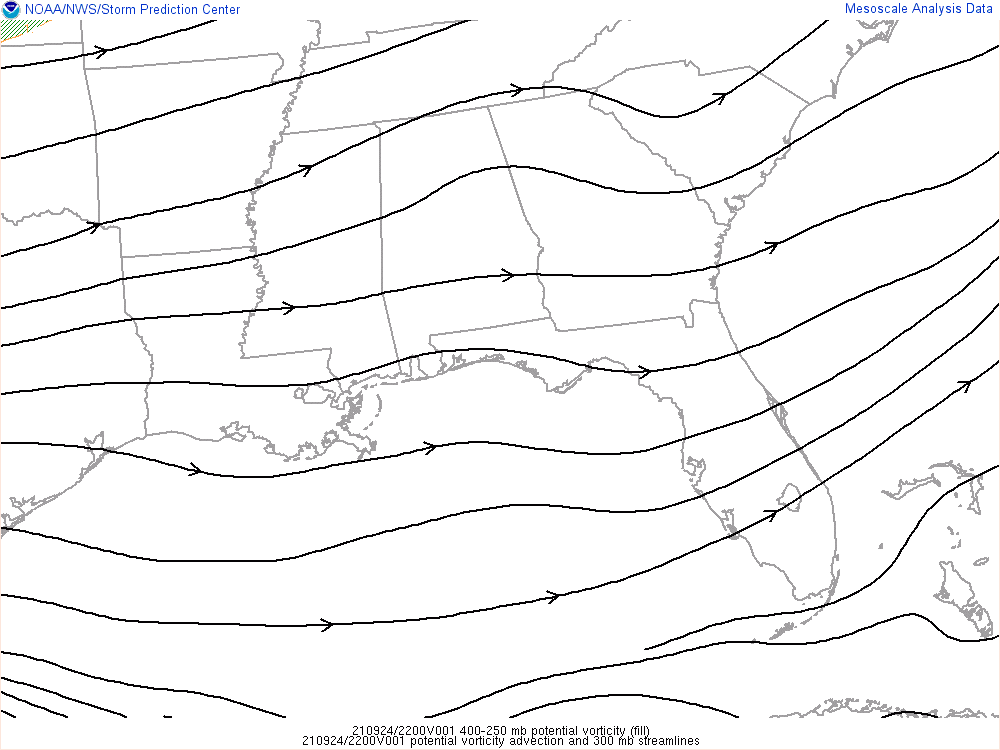 NOAA/NWS/Storm Prediction Center
Mesoscale Analysis Data
210924/2200V001 400-250 mb potential vorticity (fill)
210924/2200V001 potential vorticity advection and 300 mb streamlines